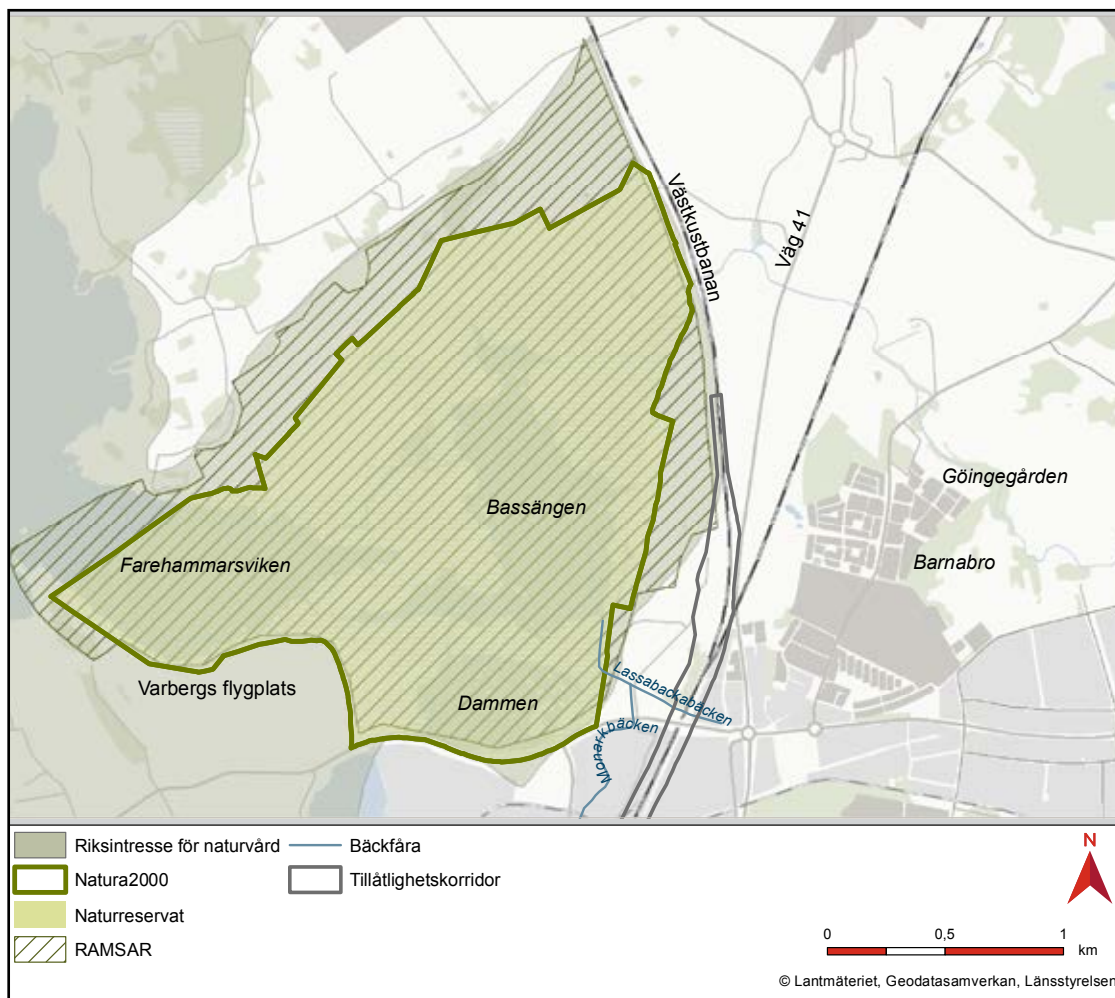 Västkustbanan
Väg 41
Göingegården
Bassängen
Barnabro
Farehammarsviken
Varbergs flygplats
Lassabackabäcken
Dammen
Monarkbäcken
Riksintresse för naturvård
Bäckfåra
Natura2000
Tillåtlighetskorridor
Naturreservat
RAMSAR
N
0 0,5 1
km
© Lantmäteriet, Geodatasamverkan, Länsstyrelsen